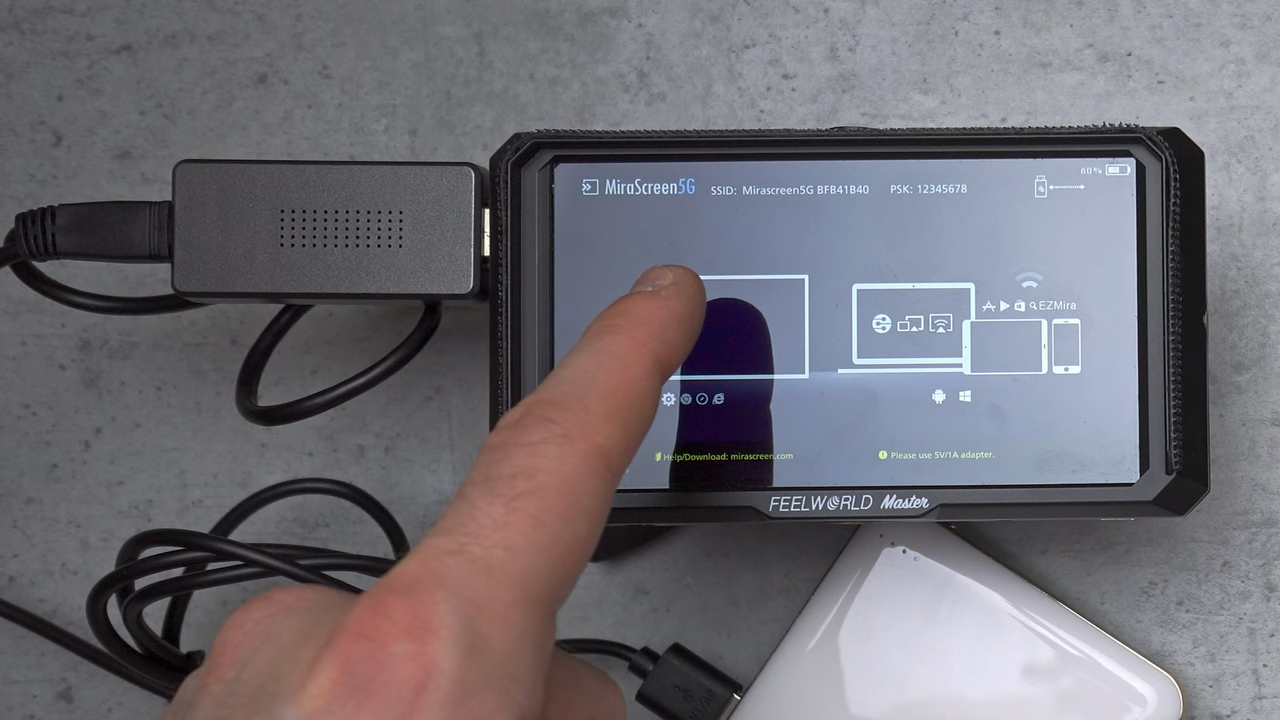 MiraScreen5G SSID: Mirascreen5G BFB41B40 PSK: 12345678
60%
EZMira
Help/Download: mirascreen.com
Please use 5V/1A adapter.
FEELWORLD Master